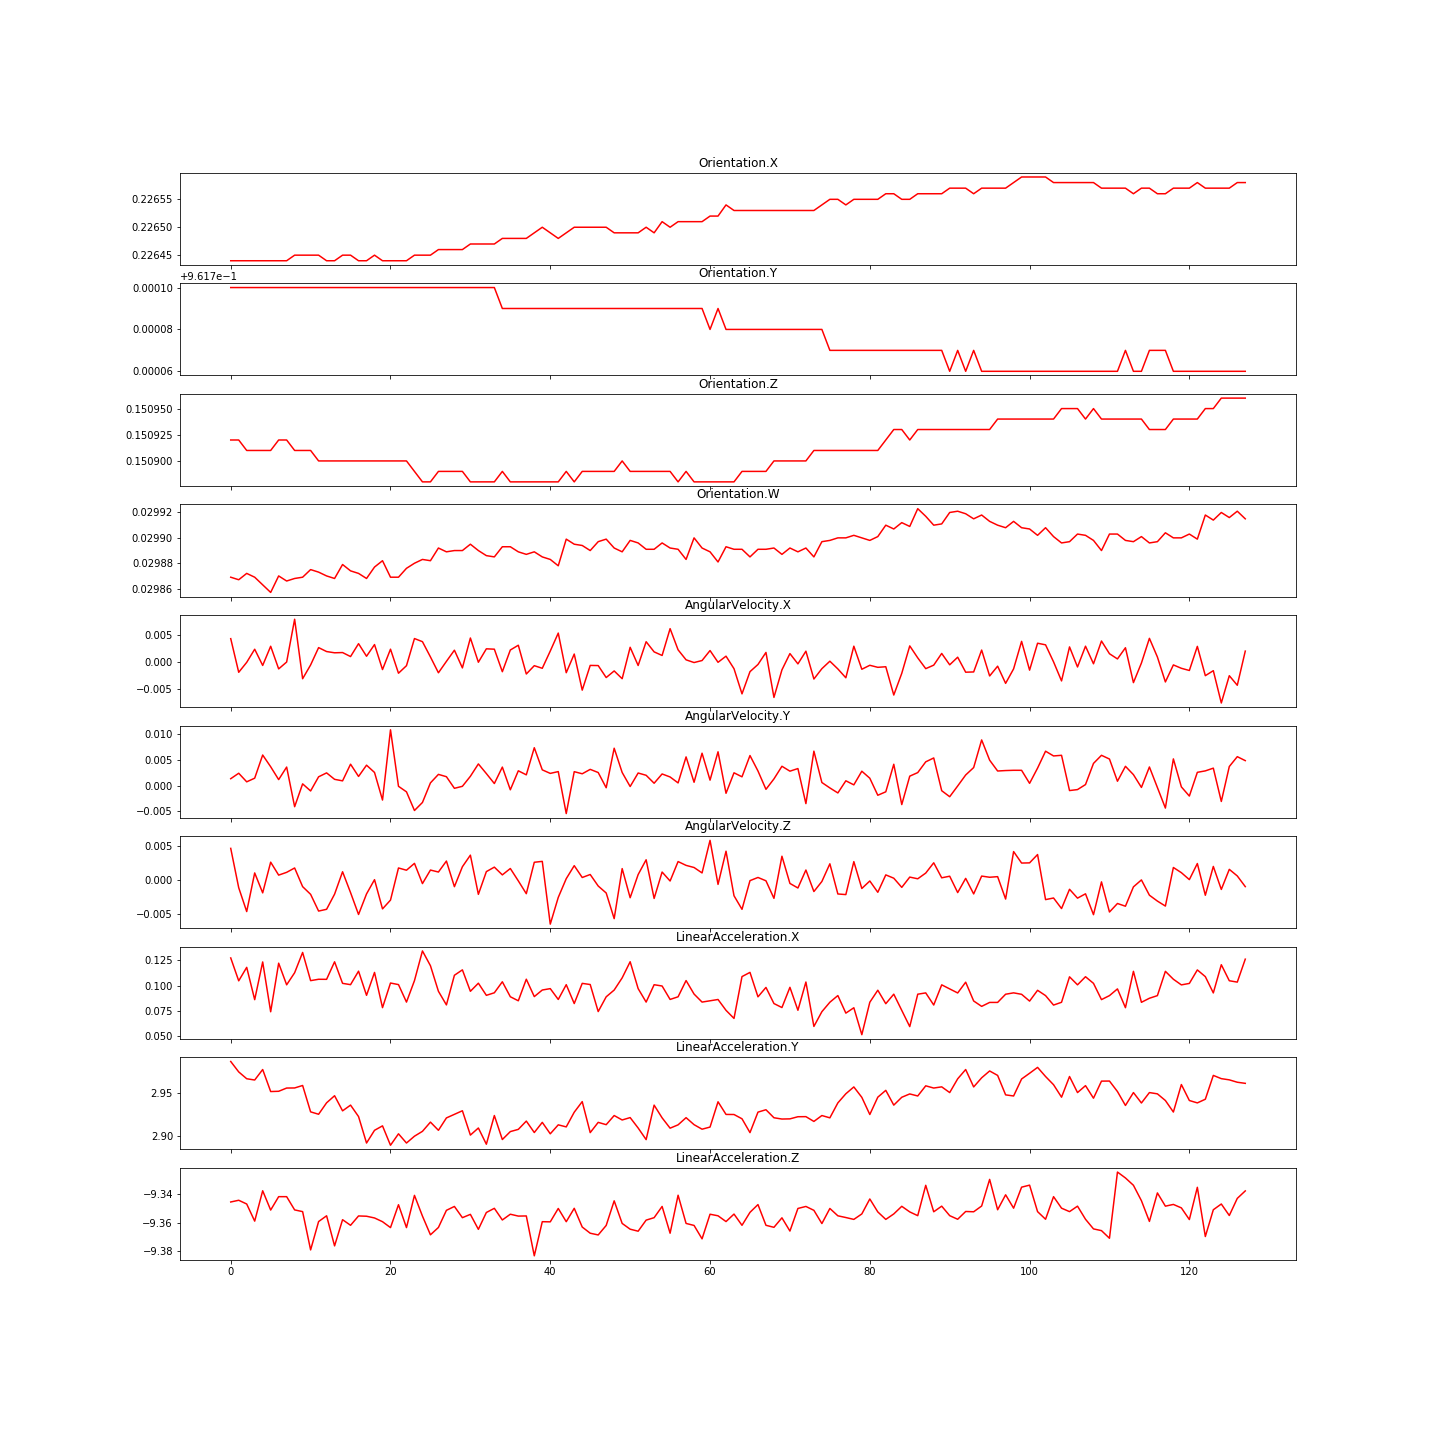 Orientation.X
0.22655
0.22650
0.22645
+9.617e−1
Orientation.Y
0.00010
0.00008
0.00006
Orientation.Z
0.150950
0.150925
0.150900
Orientation.W
0.02992
0.02990
0.02988
0.02986
AngularVelocity.X
0.005
0.000
−0.005
AngularVelocity.Y
0.010
0.005
0.000
−0.005
AngularVelocity.Z
0.005
0.000
−0.005
LinearAcceleration.X
0.125
0.100
0.075
0.050
LinearAcceleration.Y
2.95
2.90
LinearAcceleration.Z
−9.34
−9.36
−9.38
0 20 40 60 80 100 120